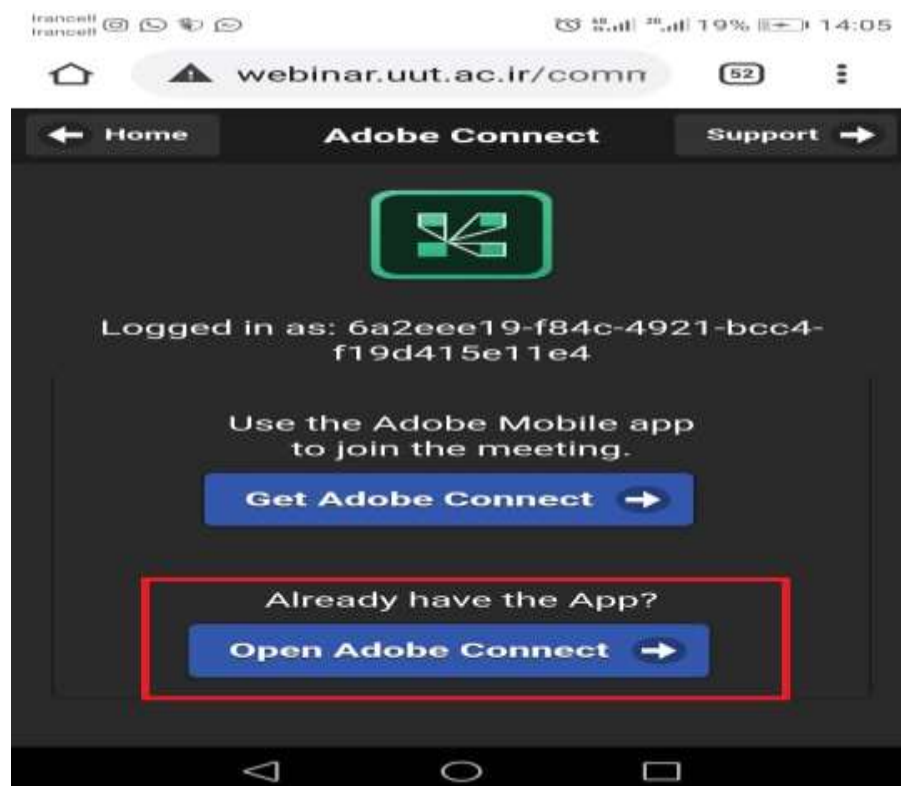 Irancell
Irancell 19% 14:05
webinar.uut.ac.ir/comm 52
Home Adobe Connect Support
Logged in as: 6a2eee19-f84c-4921-bcc4-
f19d415e11e4
Use the Adobe Mobile app
to join the meeting.
Get Adobe Connect
Already have the App?
Open Adobe Connect